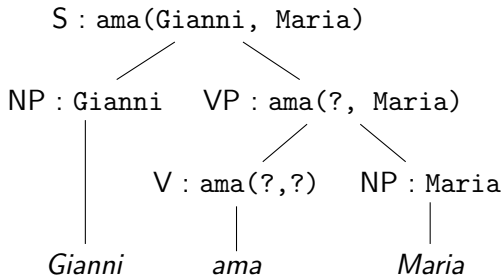 S : ama(Gianni, Maria)
NP : Gianni VP : ama(?, Maria)
V : ama(?,?) NP : Maria
Gianni ama Maria